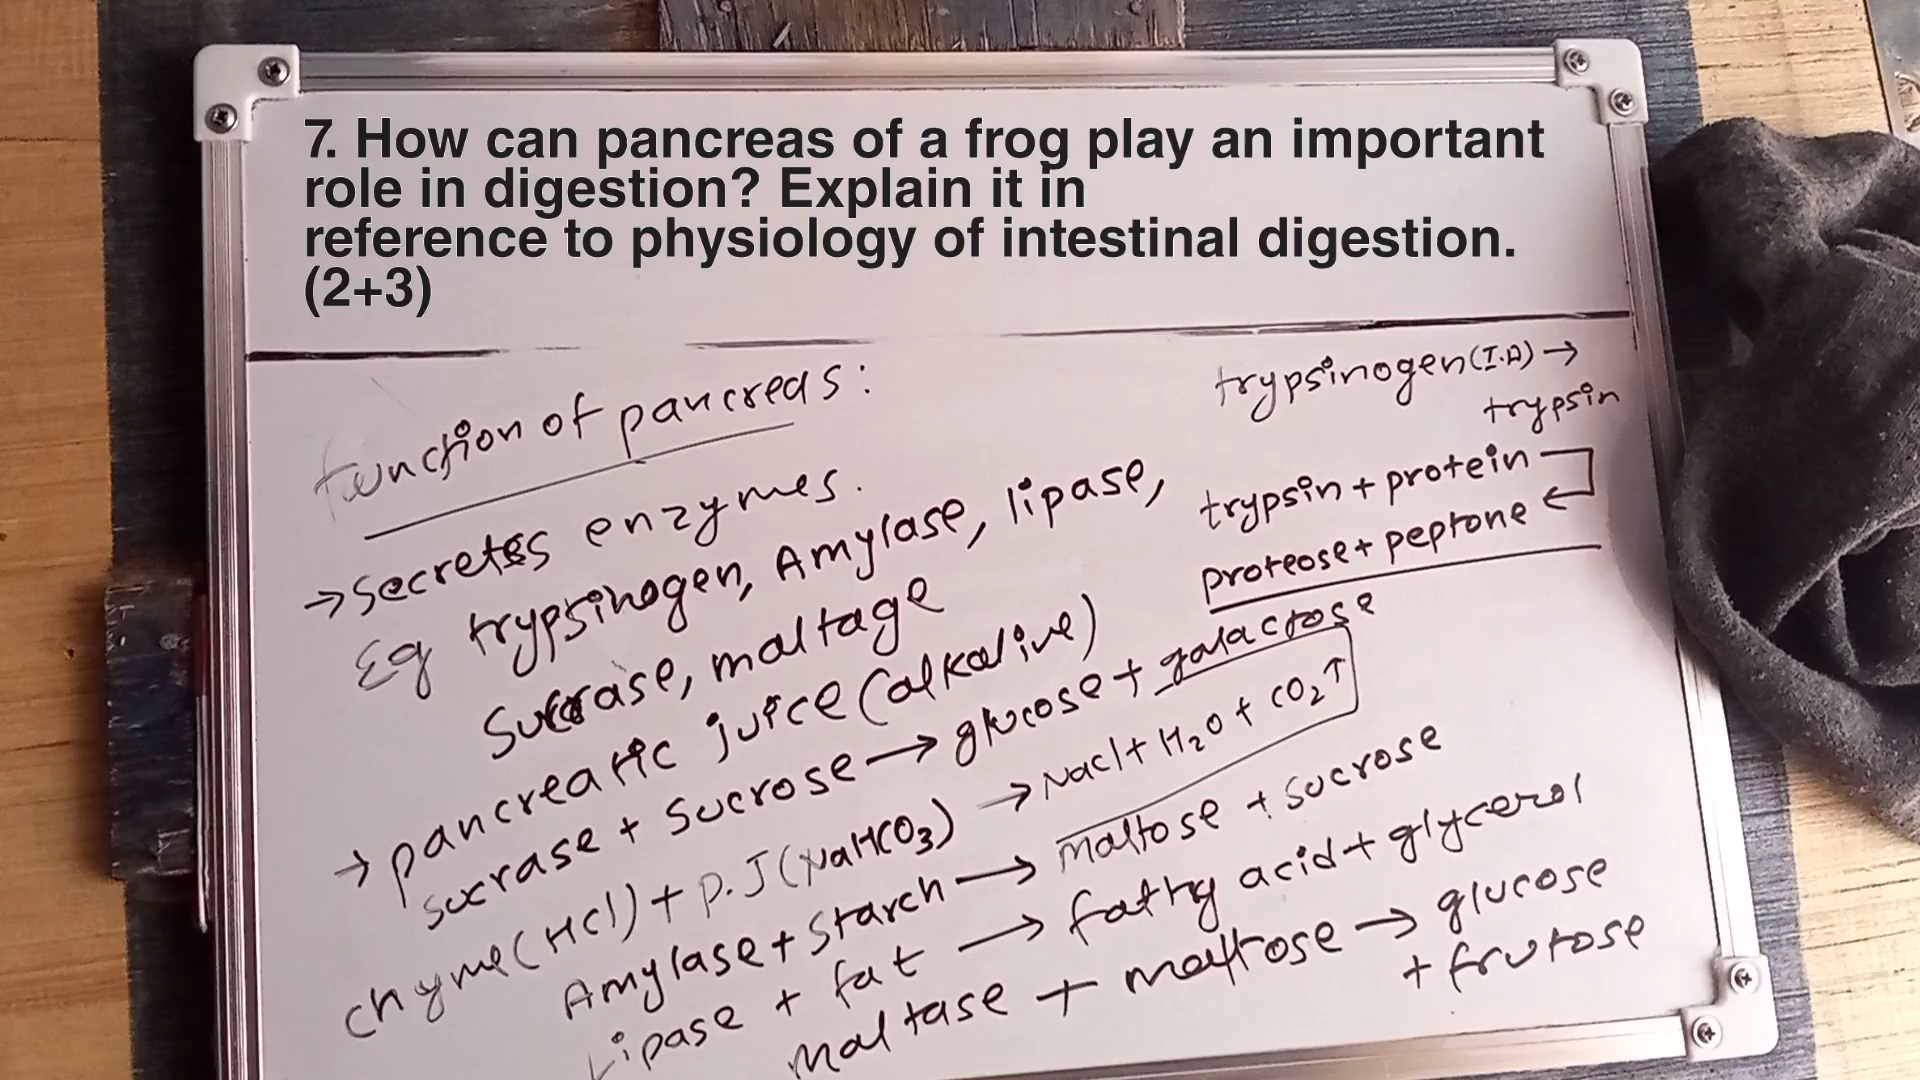 7. How can pancreas of a frog play an important
role in digestion? Explain it in
reference to physiology of intestinal digestion.
(2+3)
function of pancreas:
→ secretes enzymes.
Eg trypsinogen, Amylase, lipase,
Sucrase, maltage
→ pancreatic juice (alkaline)
sucrase + sucrose → glucose + galactose
chyme (HCl) + P.J (NaHCO3) → Nacl + H2O + CO2↑
Amylase + starch → maltose + sucrose
Lipase + fat → fatty acid + glycerol
maltase + maltose → glucose
+ frutose
trypsinogen (I.A) →
trypsin
trypsin + protein
proteose + peptone